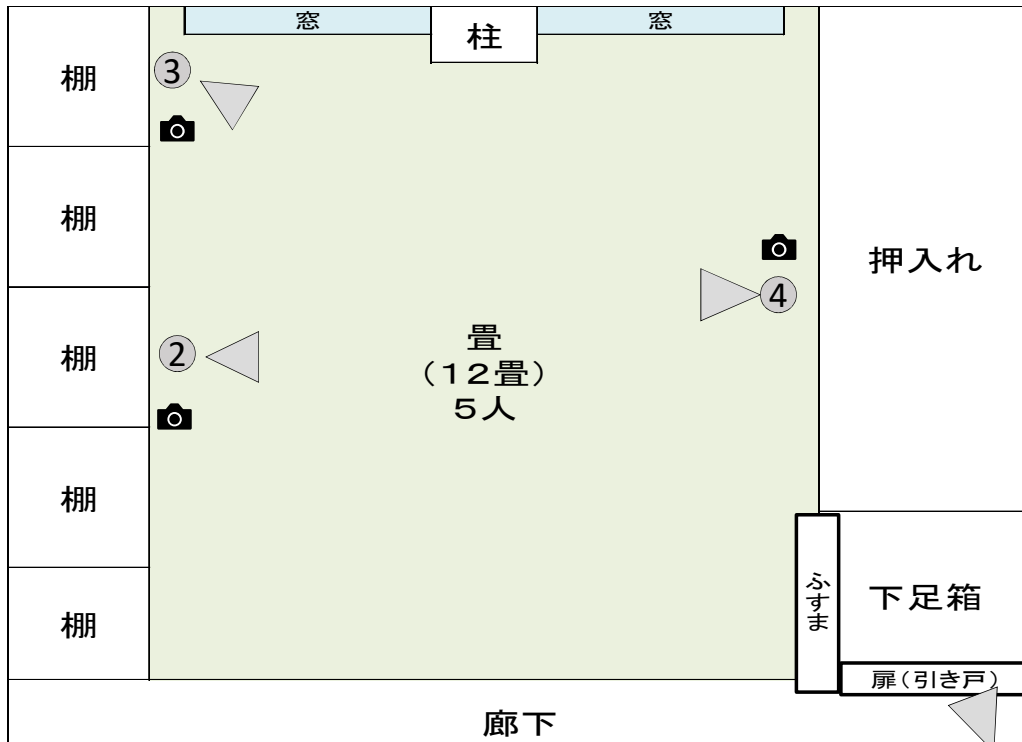 窓
窓
柱
棚
③
棚
押入れ
④
畳
（１２畳）
５人
棚
②
棚
棚
ふすま
下足箱
扉（引き戸）
廊下